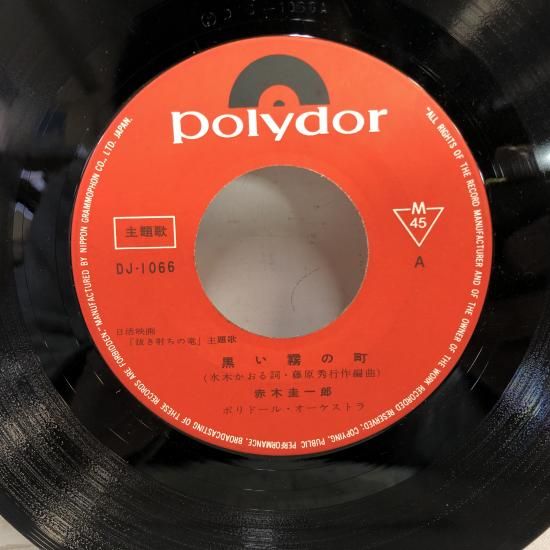 DJ-1066A
polydor
主題歌
DJ-1066
M
45
A
日活映画
『抜き射ちの竜』主題歌
黒い霧の町
(水木かおる詞・藤原秀行作編曲)
赤木圭一郎
ポリドール・オーケストラ
"ALL RIGHTS OF THE RECORD MANUFACTURER AND OF THE OWNER OF THE WORK RECORDED RESERVED. COPYING, PUBLIC PERFORMANCE, BROADCASTING OF THESE RECORDS ARE FORBIDDEN." MANUFACTURED BY NIPPON GRAMMOPHON CO., LTD. JAPAN.